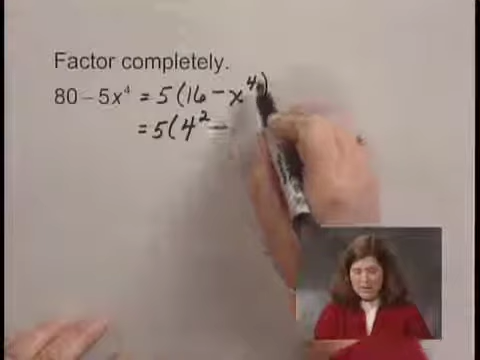 Factor completely.
80 – 5x⁴ = 5 (16 – x⁴)
= 5 (4² –